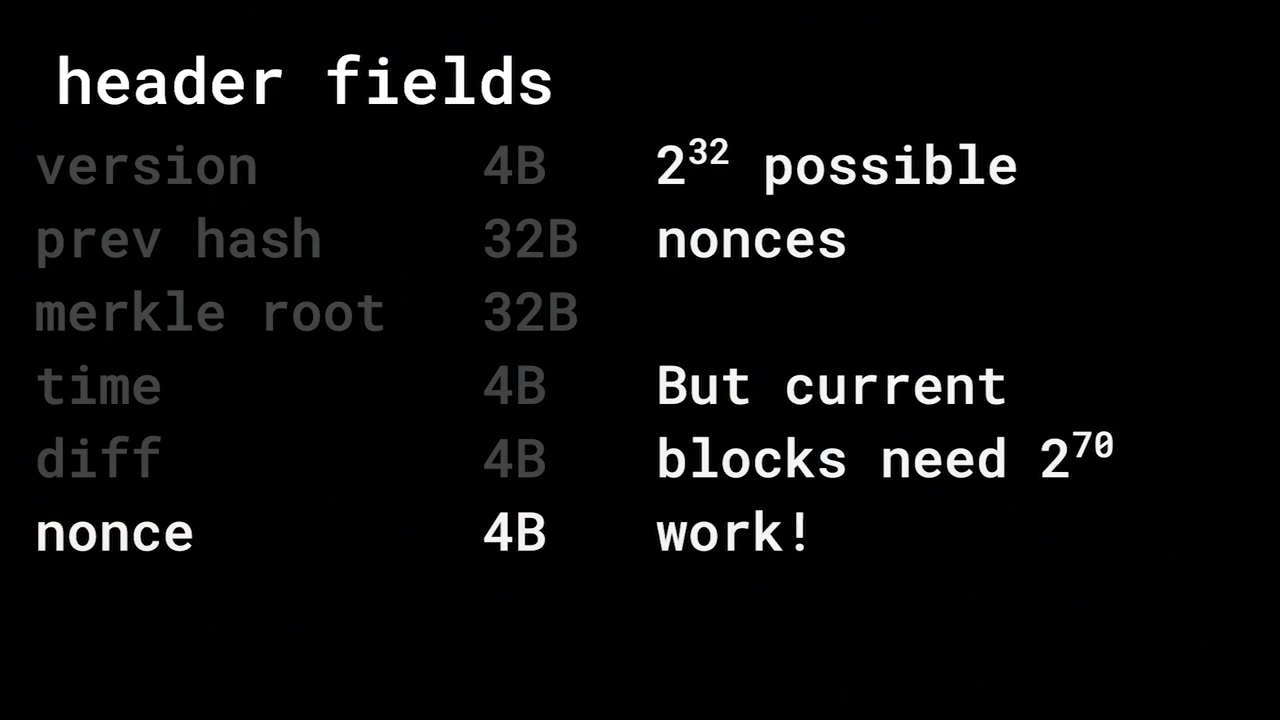 header fields
version 4B
prev hash 32B
merkle root 32B
time 4B
diff 4B
nonce 4B
2³² possible
nonces
But current
blocks need 2⁷⁰
work!